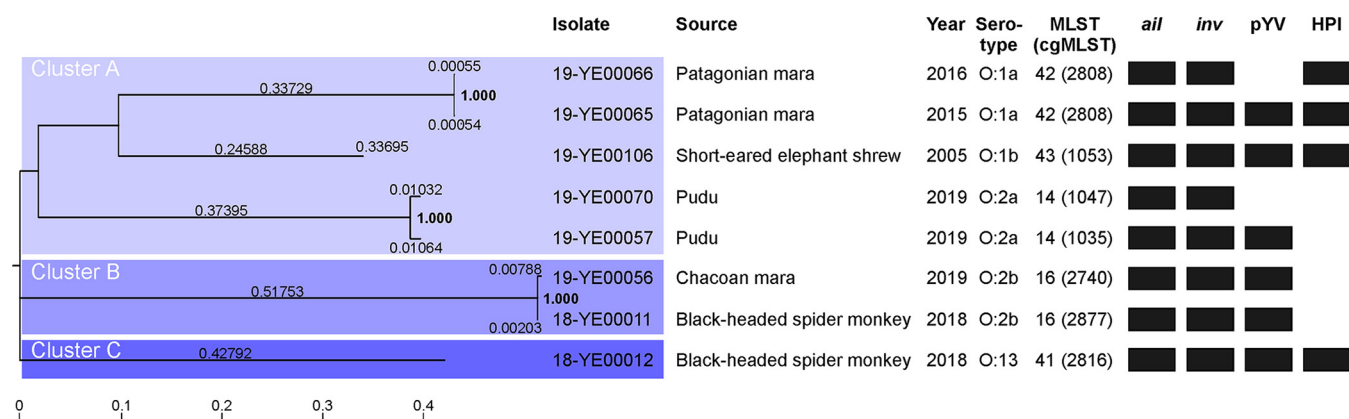 Isolate Source Year Sero-type MLST (cgMLST) ail inv pYV HPI
Cluster A
0.00055
19-YE00066 Patagonian mara 2016 O:1a 42 (2808)
0.33729
1.000
0.00054
19-YE00065 Patagonian mara 2015 O:1a 42 (2808)
0.24588
0.33695
19-YE00106 Short-eared elephant shrew 2005 O:1b 43 (1053)
0.01032
19-YE00070 Pudu 2019 O:2a 14 (1047)
0.37395
1.000
0.01064
19-YE00057 Pudu 2019 O:2a 14 (1035)
Cluster B
0.00788
19-YE00056 Chacoan mara 2019 O:2b 16 (2740)
0.51753
1.000
0.00203
18-YE00011 Black-headed spider monkey 2018 O:2b 16 (2877)
Cluster C
0.42792
18-YE00012 Black-headed spider monkey 2018 O:13 41 (2816)
0 0.1 0.2 0.3 0.4